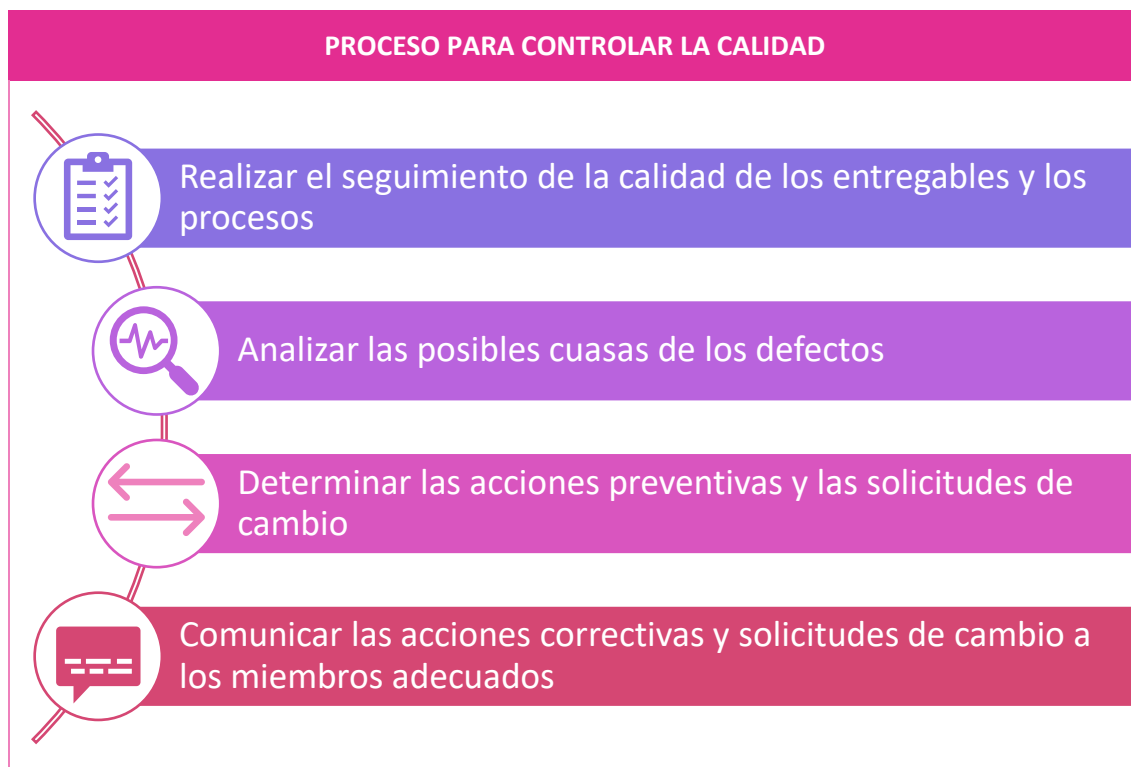 PROCESO PARA CONTROLAR LA CALIDAD
Realizar el seguimiento de la calidad de los entregables y los
procesos
Analizar las posibles cuasas de los defectos
Determinar las acciones preventivas y las solicitudes de
cambio
Comunicar las acciones correctivas y solicitudes de cambio a
los miembros adecuados